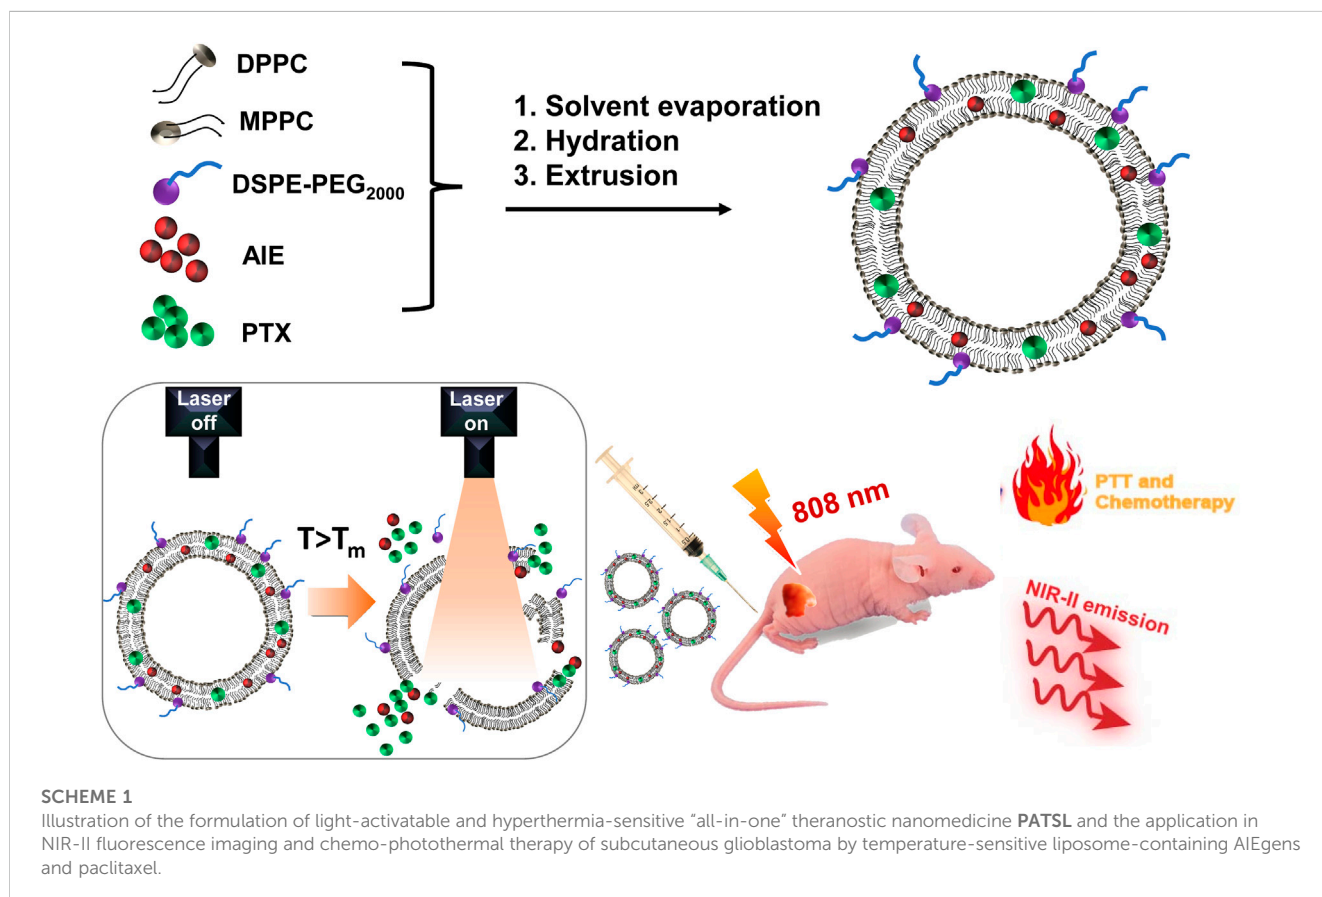 DPPC
MPPC
DSPE-PEG2000
AIE
PTX
1. Solvent evaporation
2. Hydration
3. Extrusion
Laser
off
Laser
on
T>Tm
808 nm
PTT and
Chemotherapy
NIR-II emission
SCHEME 1
Illustration of the formulation of light-activatable and hyperthermia-sensitive “all-in-one” theranostic nanomedicine PATSL and the application in
NIR-II fluorescence imaging and chemo-photothermal therapy of subcutaneous glioblastoma by temperature-sensitive liposome-containing AIEgens
and paclitaxel.